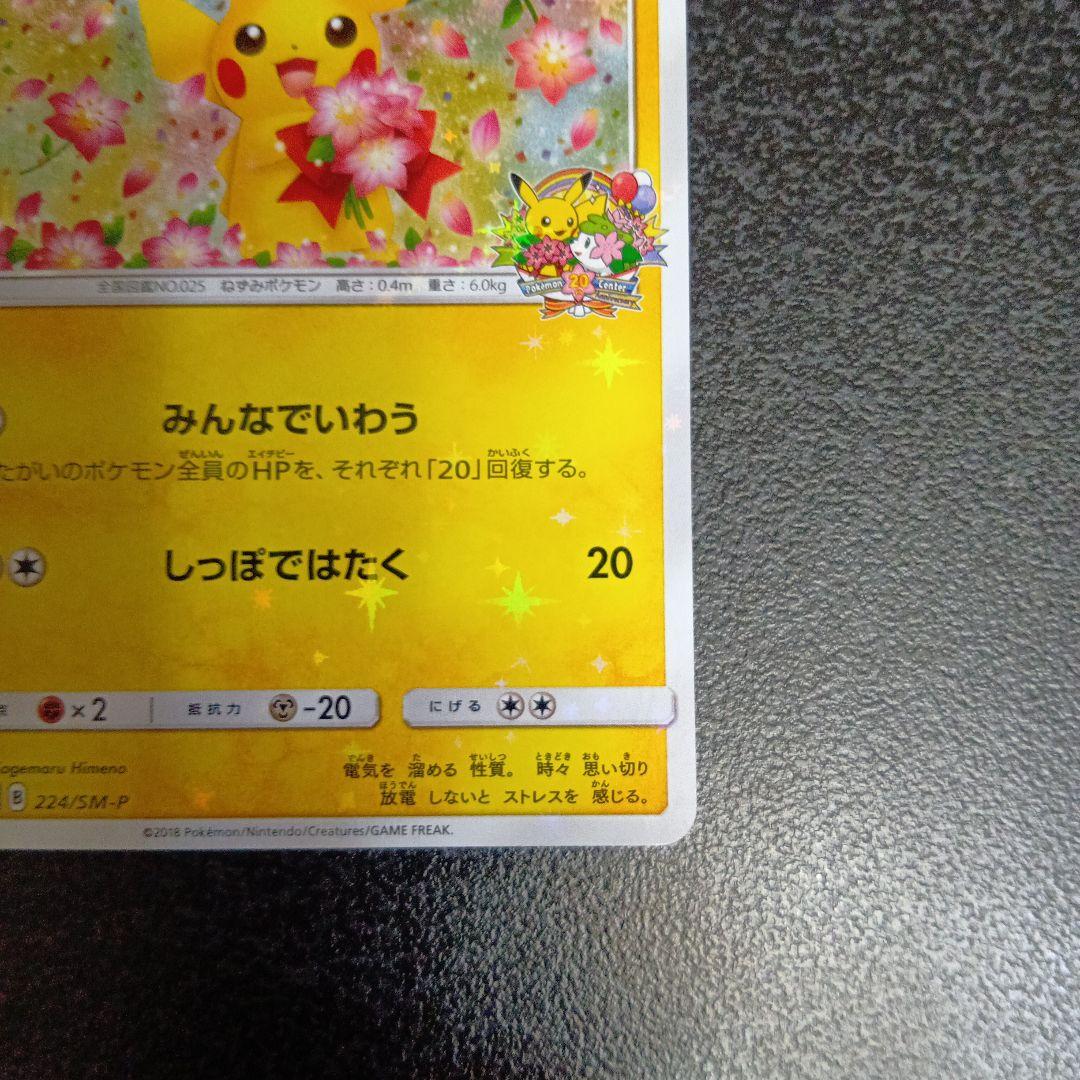 全国図鑑NO.025 ねずみポケモン 高さ:0.4m 重さ:6.0kg
Pokémon 20th Center
Anniversary
みんなでいわう
たがいのポケモン全員のHPを、それぞれ「20」回復する。
しっぽではたく 20
×2 抵抗力 -20 にげる
Kagemaru Himeno
電気を 溜める 性質。 時々 思い切り
放電 しないと ストレスを 感じる。
B 224/SM-P
©2018 Pokémon/Nintendo/Creatures/GAME FREAK.